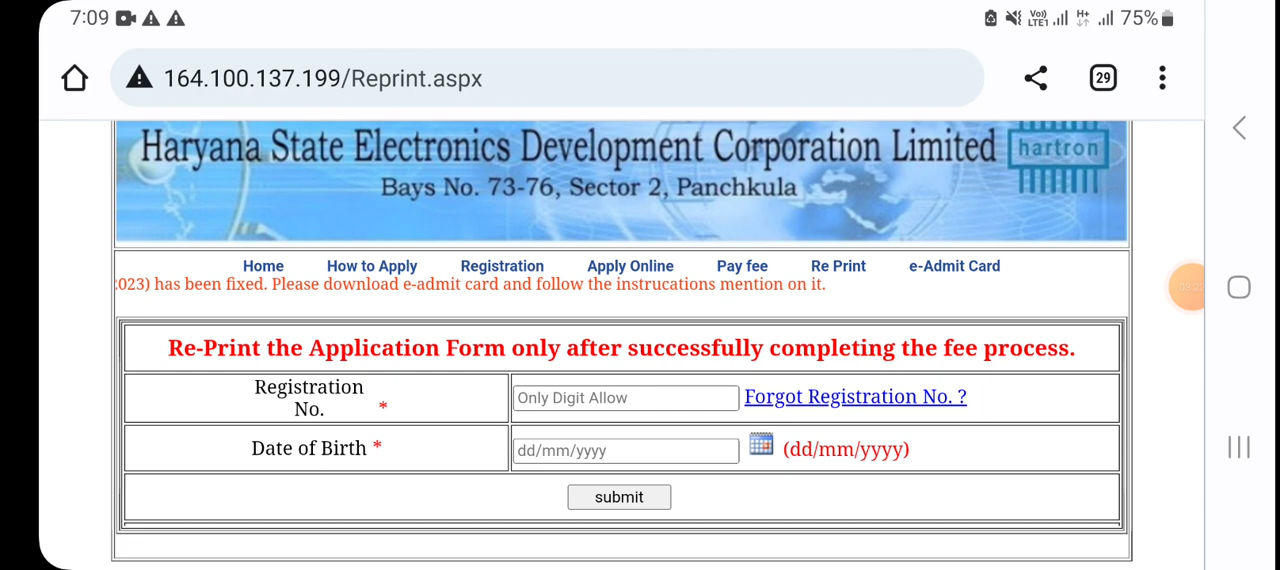 7:09
Vo) LTE1 H+ 75%
164.100.137.199/Reprint.aspx
29
Haryana State Electronics Development Corporation Limited
hartron
Bays No. 73-76, Sector 2, Panchkula
Home How to Apply Registration Apply Online Pay fee Re Print e-Admit Card
:023) has been fixed. Please download e-admit card and follow the instrucations mention on it.
03:22
Re-Print the Application Form only after successfully completing the fee process.
Registration
No. * Only Digit Allow Forgot Registration No. ?
Date of Birth * dd/mm/yyyy (dd/mm/yyyy)
submit